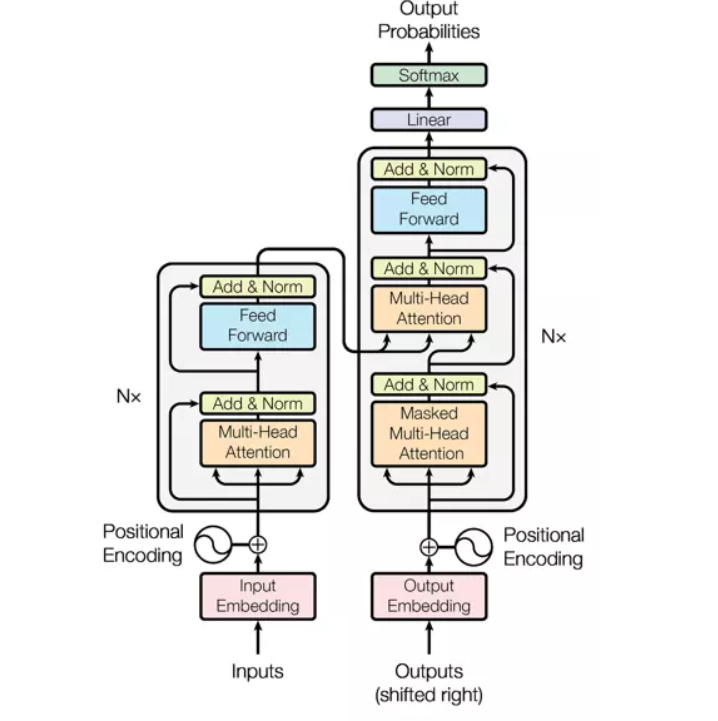 Output
Probabilities
Softmax
Linear
Add & Norm
Feed
Forward
Add & Norm
Multi-Head
Attention
Nx
Add & Norm
Masked
Multi-Head
Attention
Positional
Encoding
Output
Embedding
Outputs
(shifted right)
Add & Norm
Feed
Forward
Nx
Add & Norm
Multi-Head
Attention
Positional
Encoding
Input
Embedding
Inputs